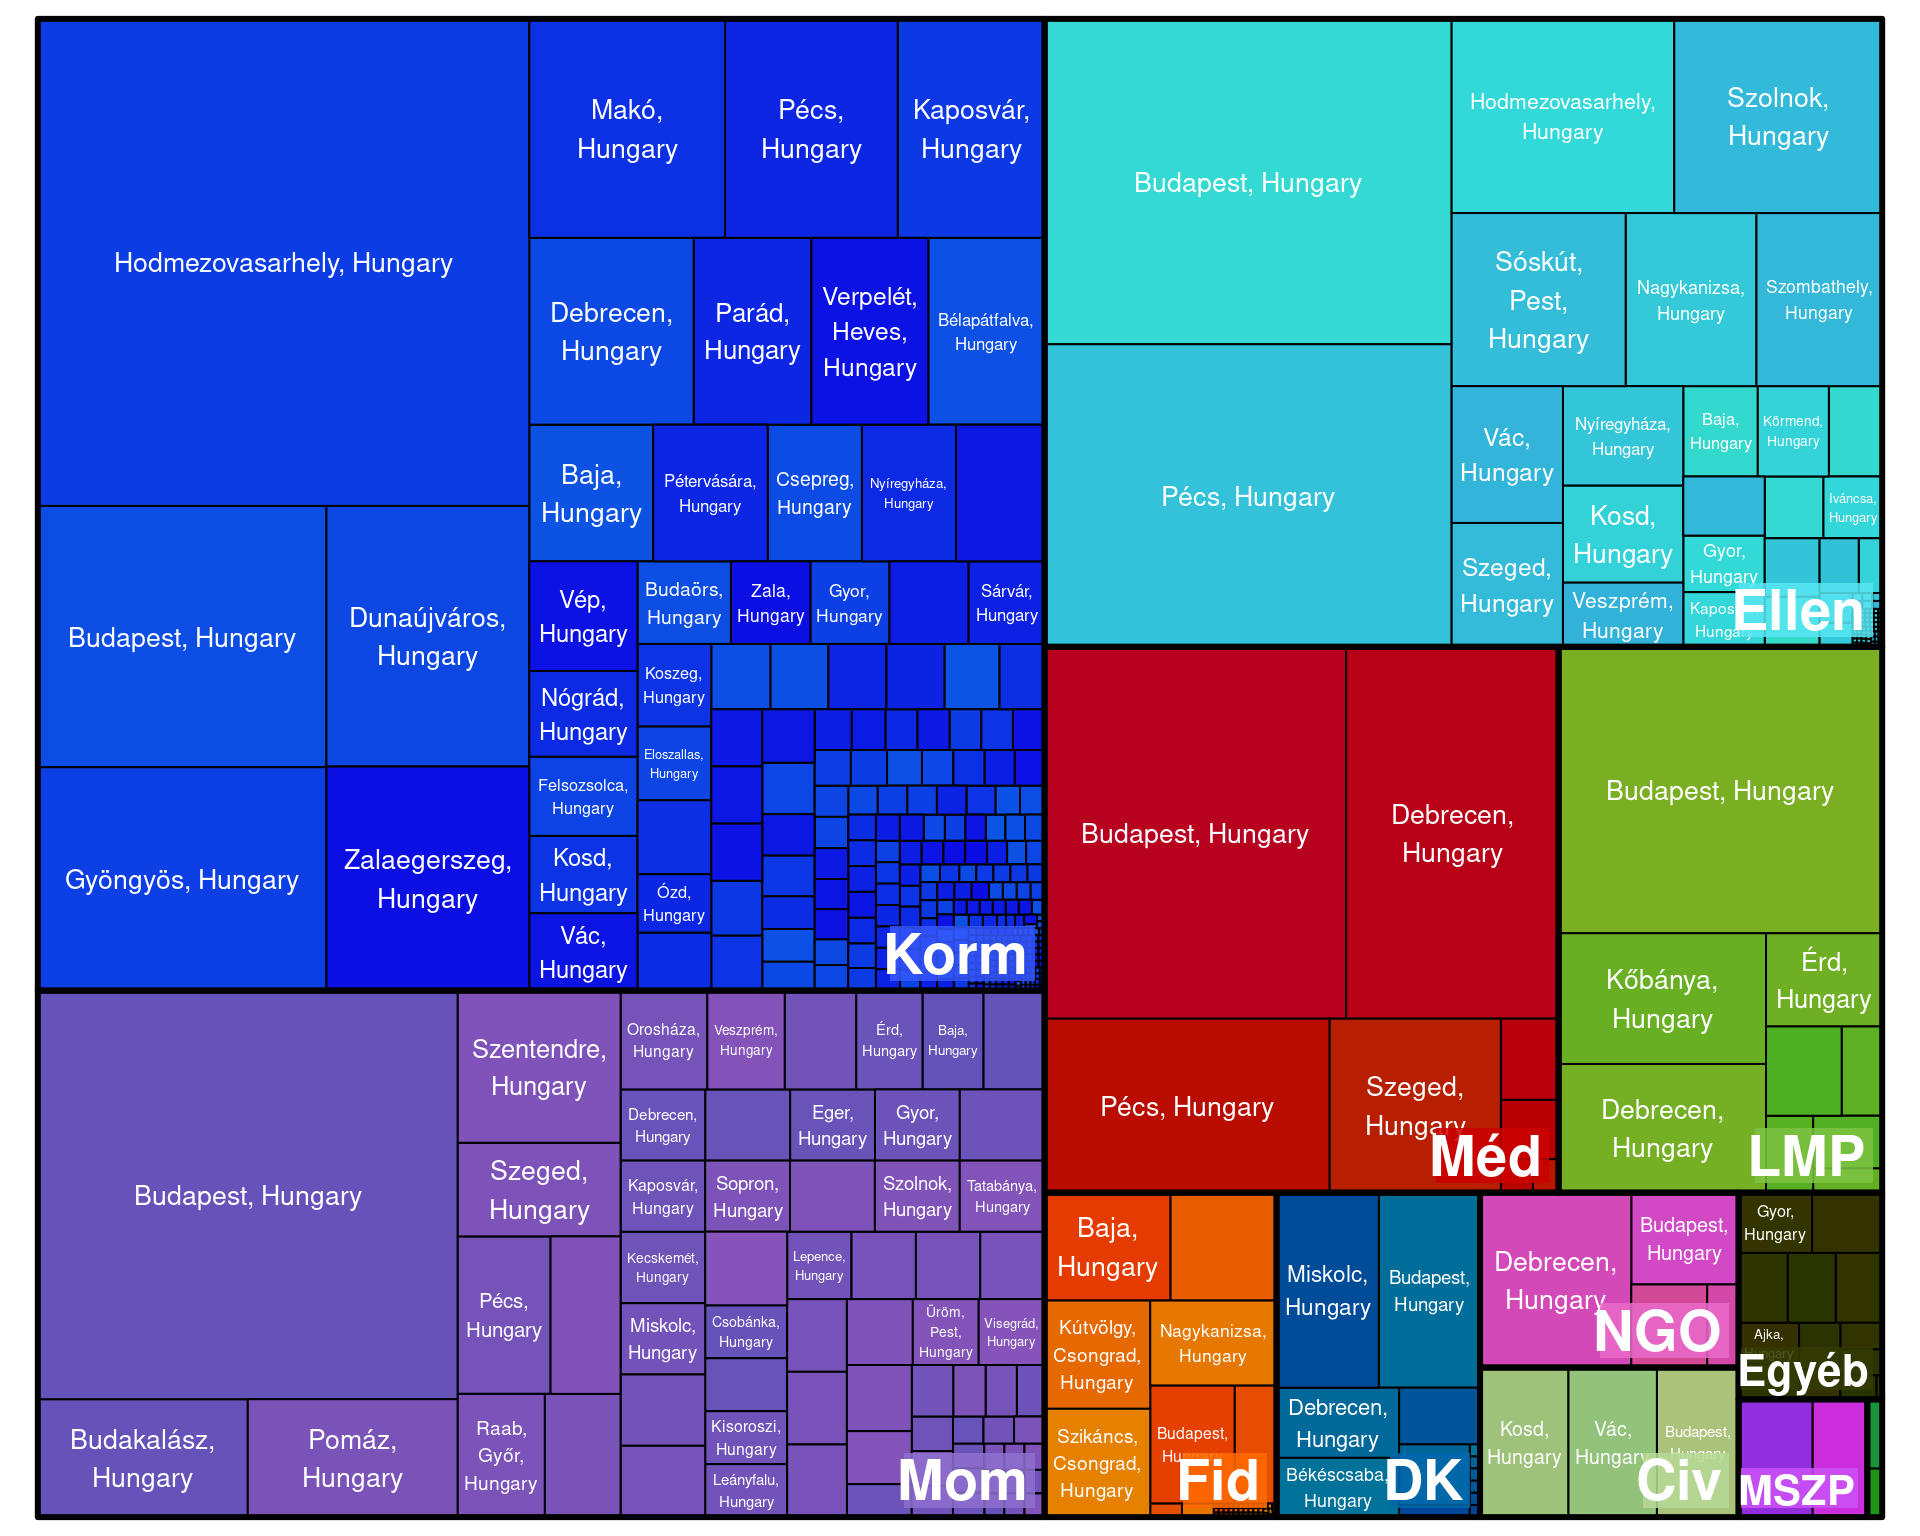 Hodmezovasarhely, Hungary
Budapest, Hungary
Dunaújváros,
Hungary
Gyöngyös, Hungary
Zalaegerszeg,
Hungary
Makó,
Hungary
Pécs,
Hungary
Kaposvár,
Hungary
Debrecen,
Hungary
Parád,
Hungary
Verpelét,
Heves,
Hungary
Bélapátfalva,
Hungary
Baja,
Hungary
Pétervására,
Hungary
Csepreg,
Hungary
Nyíregyháza,
Hungary
Vép,
Hungary
Budaörs,
Hungary
Zala,
Hungary
Gyor,
Hungary
Sárvár,
Hungary
Nógrád,
Hungary
Koszeg,
Hungary
Felsozsolca,
Hungary
Eloszallas,
Hungary
Kosd,
Hungary
Ózd,
Hungary
Vác,
Hungary
Korm
Budapest, Hungary
Pécs, Hungary
Hodmezovasarhely,
Hungary
Szolnok,
Hungary
Sóskút,
Pest,
Hungary
Nagykanizsa,
Hungary
Szombathely,
Hungary
Vác,
Hungary
Szeged,
Hungary
Nyíregyháza,
Hungary
Kosd,
Hungary
Veszprém,
Hungary
Baja,
Hungary
Körmend,
Hungary
Iváncsa,
Hungary
Gyor,
Hungary
Kapos
Hungary
Ellen
Budapest, Hungary
Debrecen,
Hungary
Pécs, Hungary
Szeged,
Hungary
Méd
Budapest, Hungary
Kőbánya,
Hungary
Érd,
Hungary
Debrecen,
Hungary
LMP
Budapest, Hungary
Budakalász,
Hungary
Pomáz,
Hungary
Szentendre,
Hungary
Szeged,
Hungary
Pécs,
Hungary
Raab,
Győr,
Hungary
Orosháza,
Hungary
Veszprém,
Hungary
Érd,
Hungary
Baja,
Hungary
Debrecen,
Hungary
Eger,
Hungary
Gyor,
Hungary
Kaposvár,
Hungary
Sopron,
Hungary
Szolnok,
Hungary
Tatabánya,
Hungary
Kecskemét,
Hungary
Lepence,
Hungary
Miskolc,
Hungary
Csobánka,
Hungary
Üröm,
Pest,
Hungary
Visegrád,
Hungary
Kisoroszi,
Hungary
Leányfalu,
Hungary
Mom
Baja,
Hungary
Kútvölgy,
Csongrad,
Hungary
Nagykanizsa,
Hungary
Szikáncs,
Csongrad,
Hungary
Budapest,
Hungary
Fid
Miskolc,
Hungary
Budapest,
Hungary
Debrecen,
Hungary
Békéscsaba,
Hungary
DK
Debrecen,
Hungary
Budapest,
Hungary
NGO
Kosd,
Hungary
Vác,
Hungary
Budapest,
Hungary
Civ
Gyor,
Hungary
Ajka,
Hungary
Egyéb
MSZP